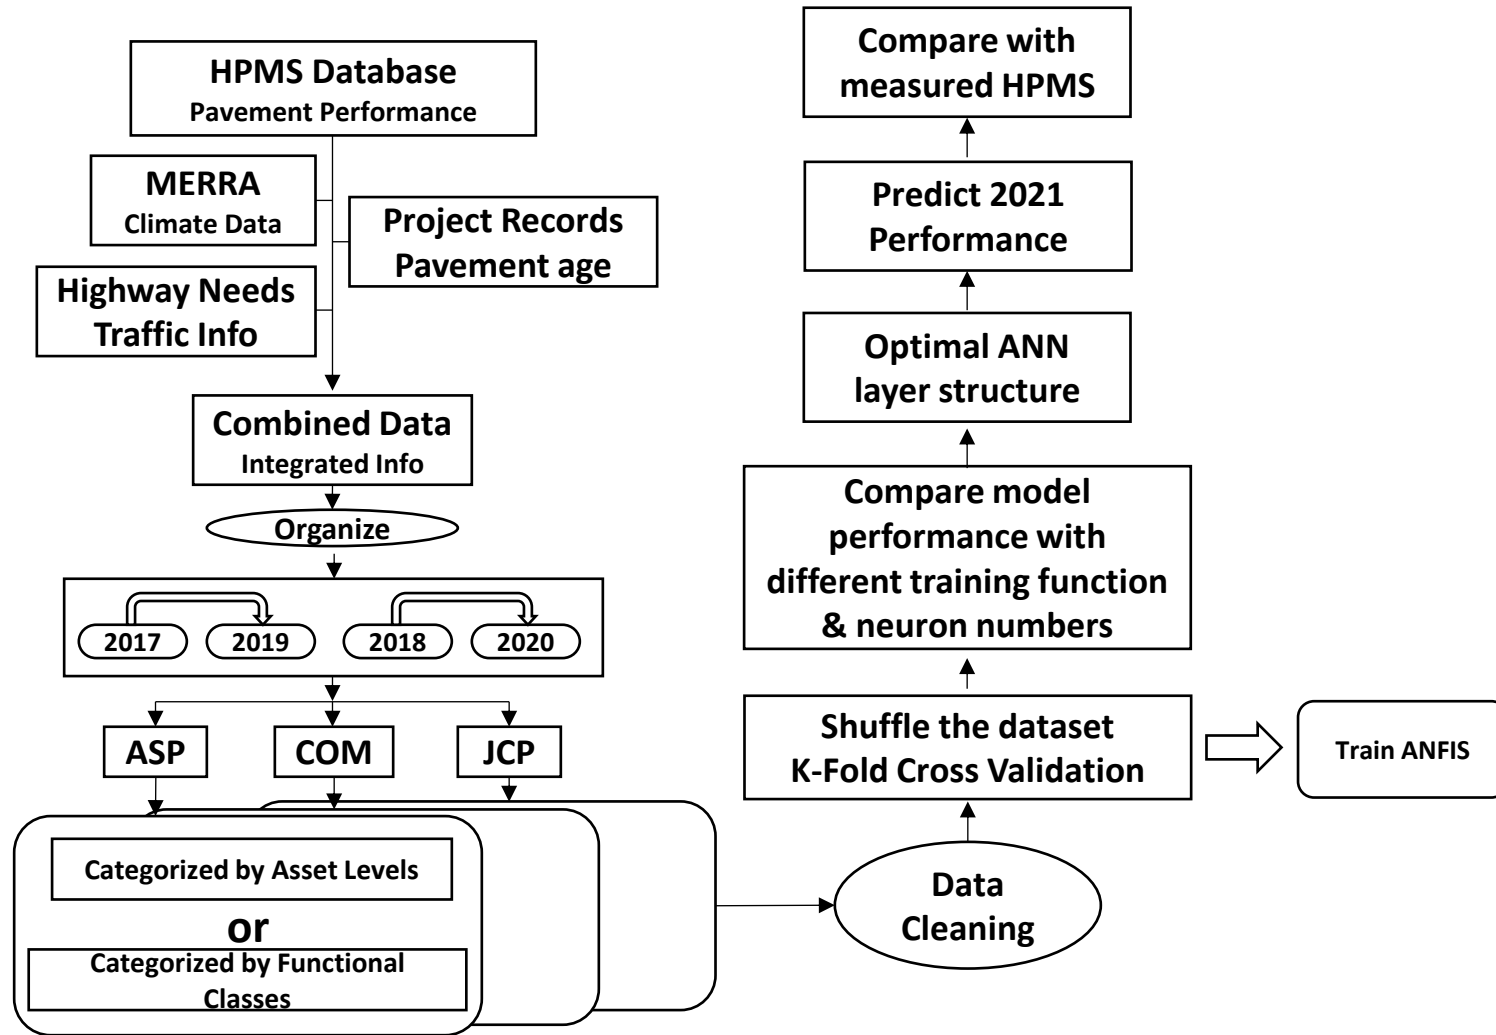 HPMS Database
Pavement Performance
MERRA
Climate Data
Project Records
Pavement age
Highway Needs
Traffic Info
Combined Data
Integrated Info
Organize
2017
2019
2018
2020
ASP
COM
JCP
Categorized by Asset Levels
or
Categorized by Functional
Classes
Data
Cleaning
Shuffle the dataset
K-Fold Cross Validation
Train ANFIS
Compare model
performance with
different training function
& neuron numbers
Optimal ANN
layer structure
Predict 2021
Performance
Compare with
measured HPMS